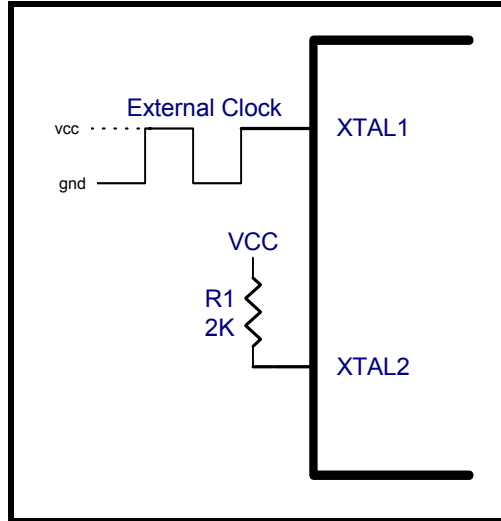 External Clock
vcc
XTAL1
gnd
VCC
R1
2K
XTAL2